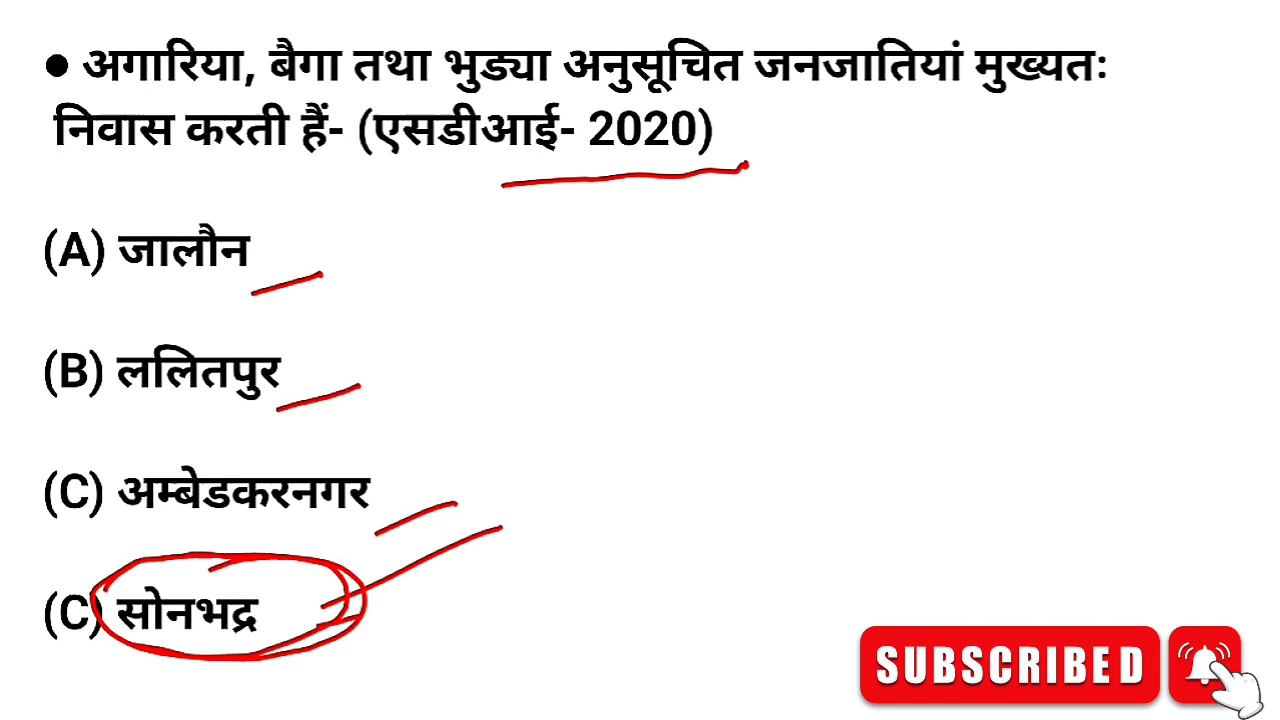 ● अगारिया, बैगा तथा भुड्या अनुसूचित जनजातियां मुख्यतः
निवास करती हैं- (एसडीआई- 2020)
(A) जालौन
(B) ललितपुर
(C) अम्बेडकरनगर
(C) सोनभद्र
SUBSCRIBED